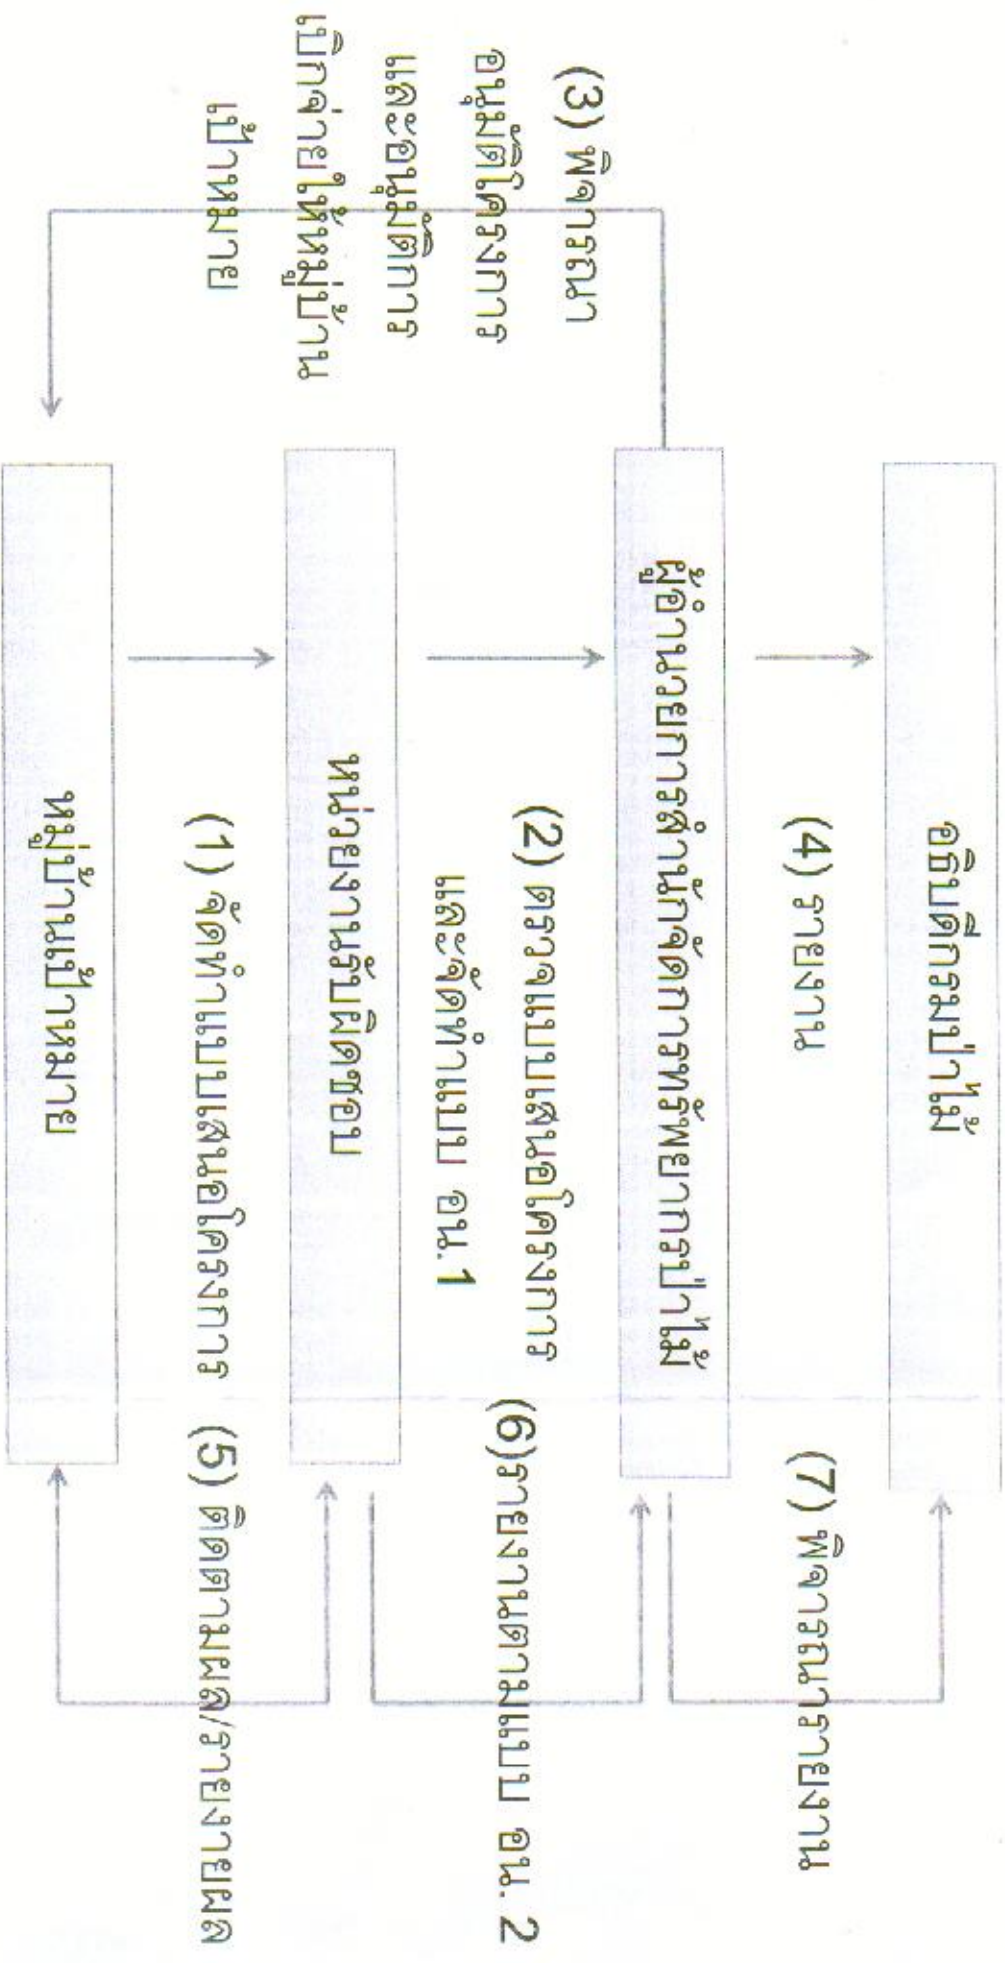 อธิบดีกรมป่าไม้
(4) รายงาน
(7) พิจารณารายงาน
ผู้อำนวยการสำนักจัดการทรัพยากรป่าไม้
(3) พิจารณา
อนุมัติโครงการ
และอนุมัติการ
เบิกจ่ายให้หมู่บ้าน
เป้าหมาย
(2) ตรวจแบบเสนอโครงการ
และจัดทำแบบ อน.1
(6)รายงานตามแบบ อน. 2
หน่วยงานรับผิดชอบ
(1) จัดทำแบบเสนอโครงการ
(5) ติดตามผล/รายงายผล
หมู่บ้านเป้าหมาย